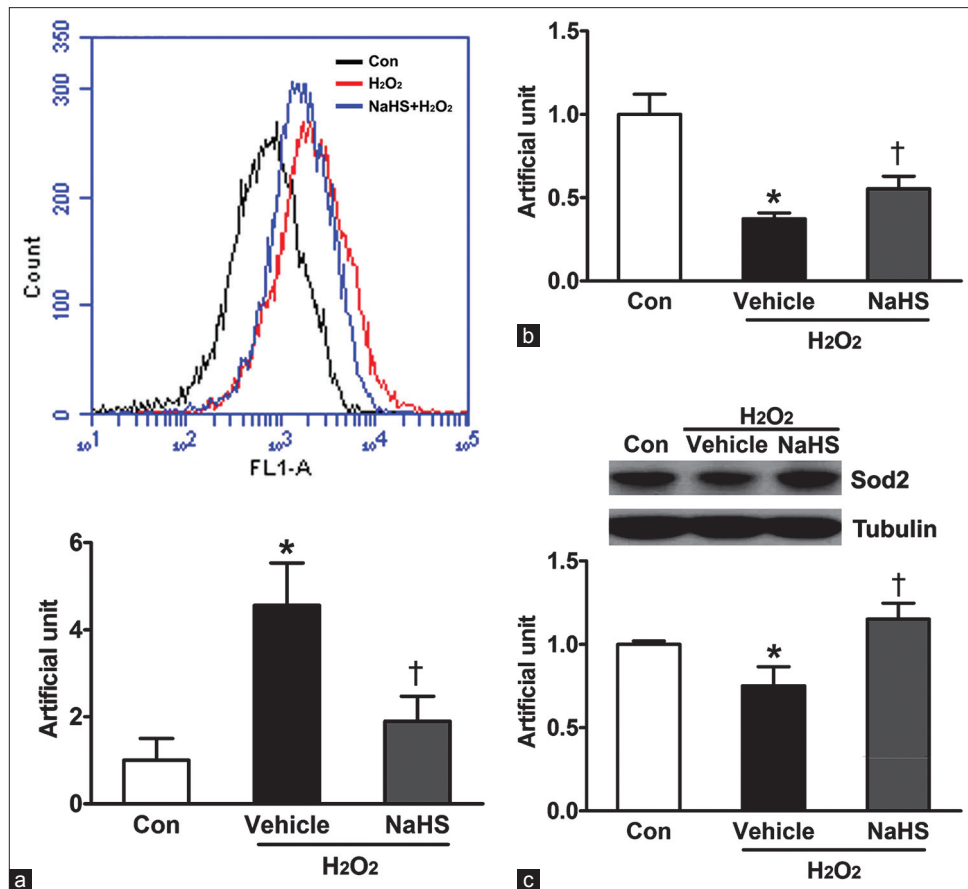 350
300
200
100
0
Count
10¹ 10² 10³ 10⁴ 10⁵
FL1-A
Con
H₂O₂
NaHS+H₂O₂
6
4
2
0
Artificial unit
Con Vehicle NaHS
* †
H₂O₂
a
1.5
1.0
0.5
0.0
Artificial unit
* †
Con Vehicle NaHS
H₂O₂
b
H₂O₂
Con Vehicle NaHS
Sod2
Tubulin
1.5
1.0
0.5
0.0
Artificial unit
* †
Con Vehicle NaHS
H₂O₂
c